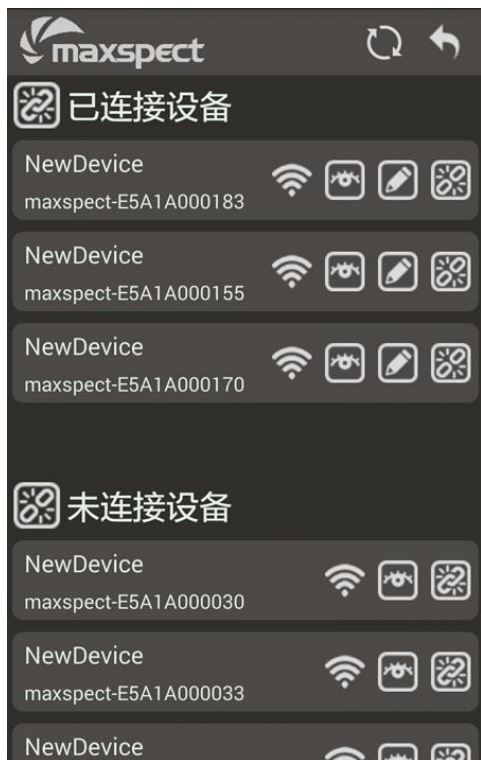 maxspect
已连接设备
NewDevice
maxspect-E5A1A000183
NewDevice
maxspect-E5A1A000155
NewDevice
maxspect-E5A1A000170
未连接设备
NewDevice
maxspect-E5A1A000030
NewDevice
maxspect-E5A1A000033
NewDevice